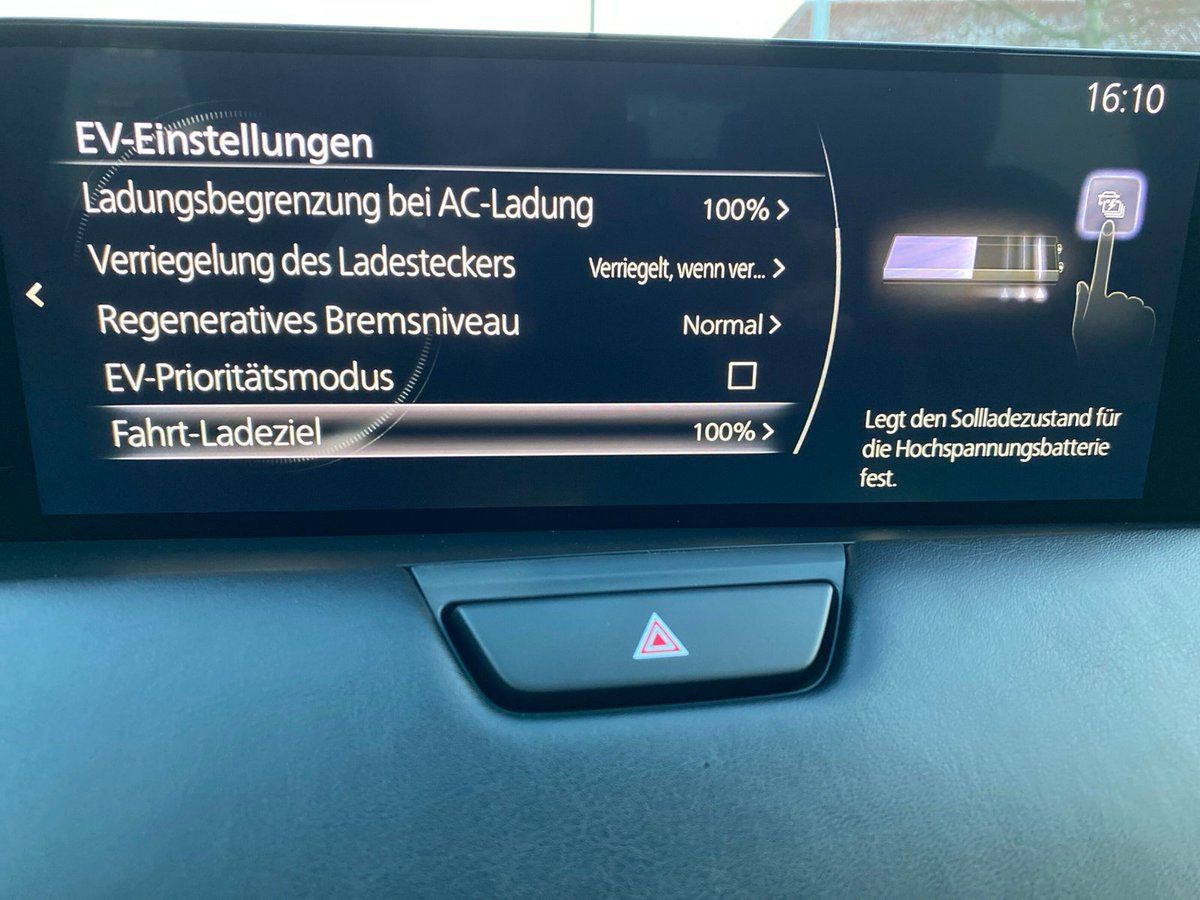 16:10
EV-Einstellungen
Ladungsbegrenzung bei AC-Ladung 100%
Verriegelung des Ladesteckers Verriegelt, wenn ver...
Regeneratives Bremsniveau Normal
EV-Prioritätsmodus
Fahrt-Ladeziel 100%
Legt den Sollladezustand für
die Hochspannungsbatterie
fest.